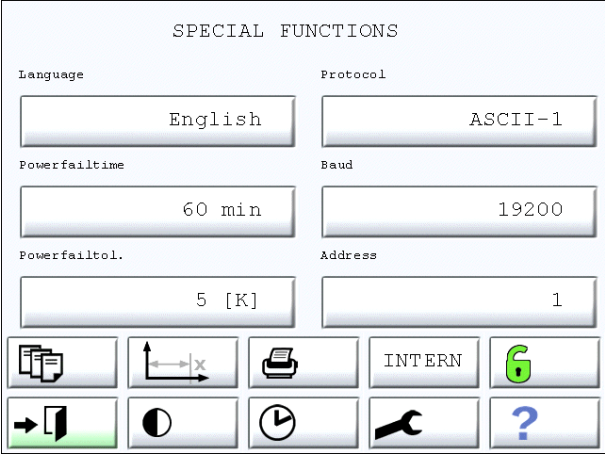 SPECIAL FUNCTIONS
Language Protocol
English ASCII-1
Powerfailtime Baud
60 min 19200
Powerfailtol. Address
5 [K] 1
x INTERN
?